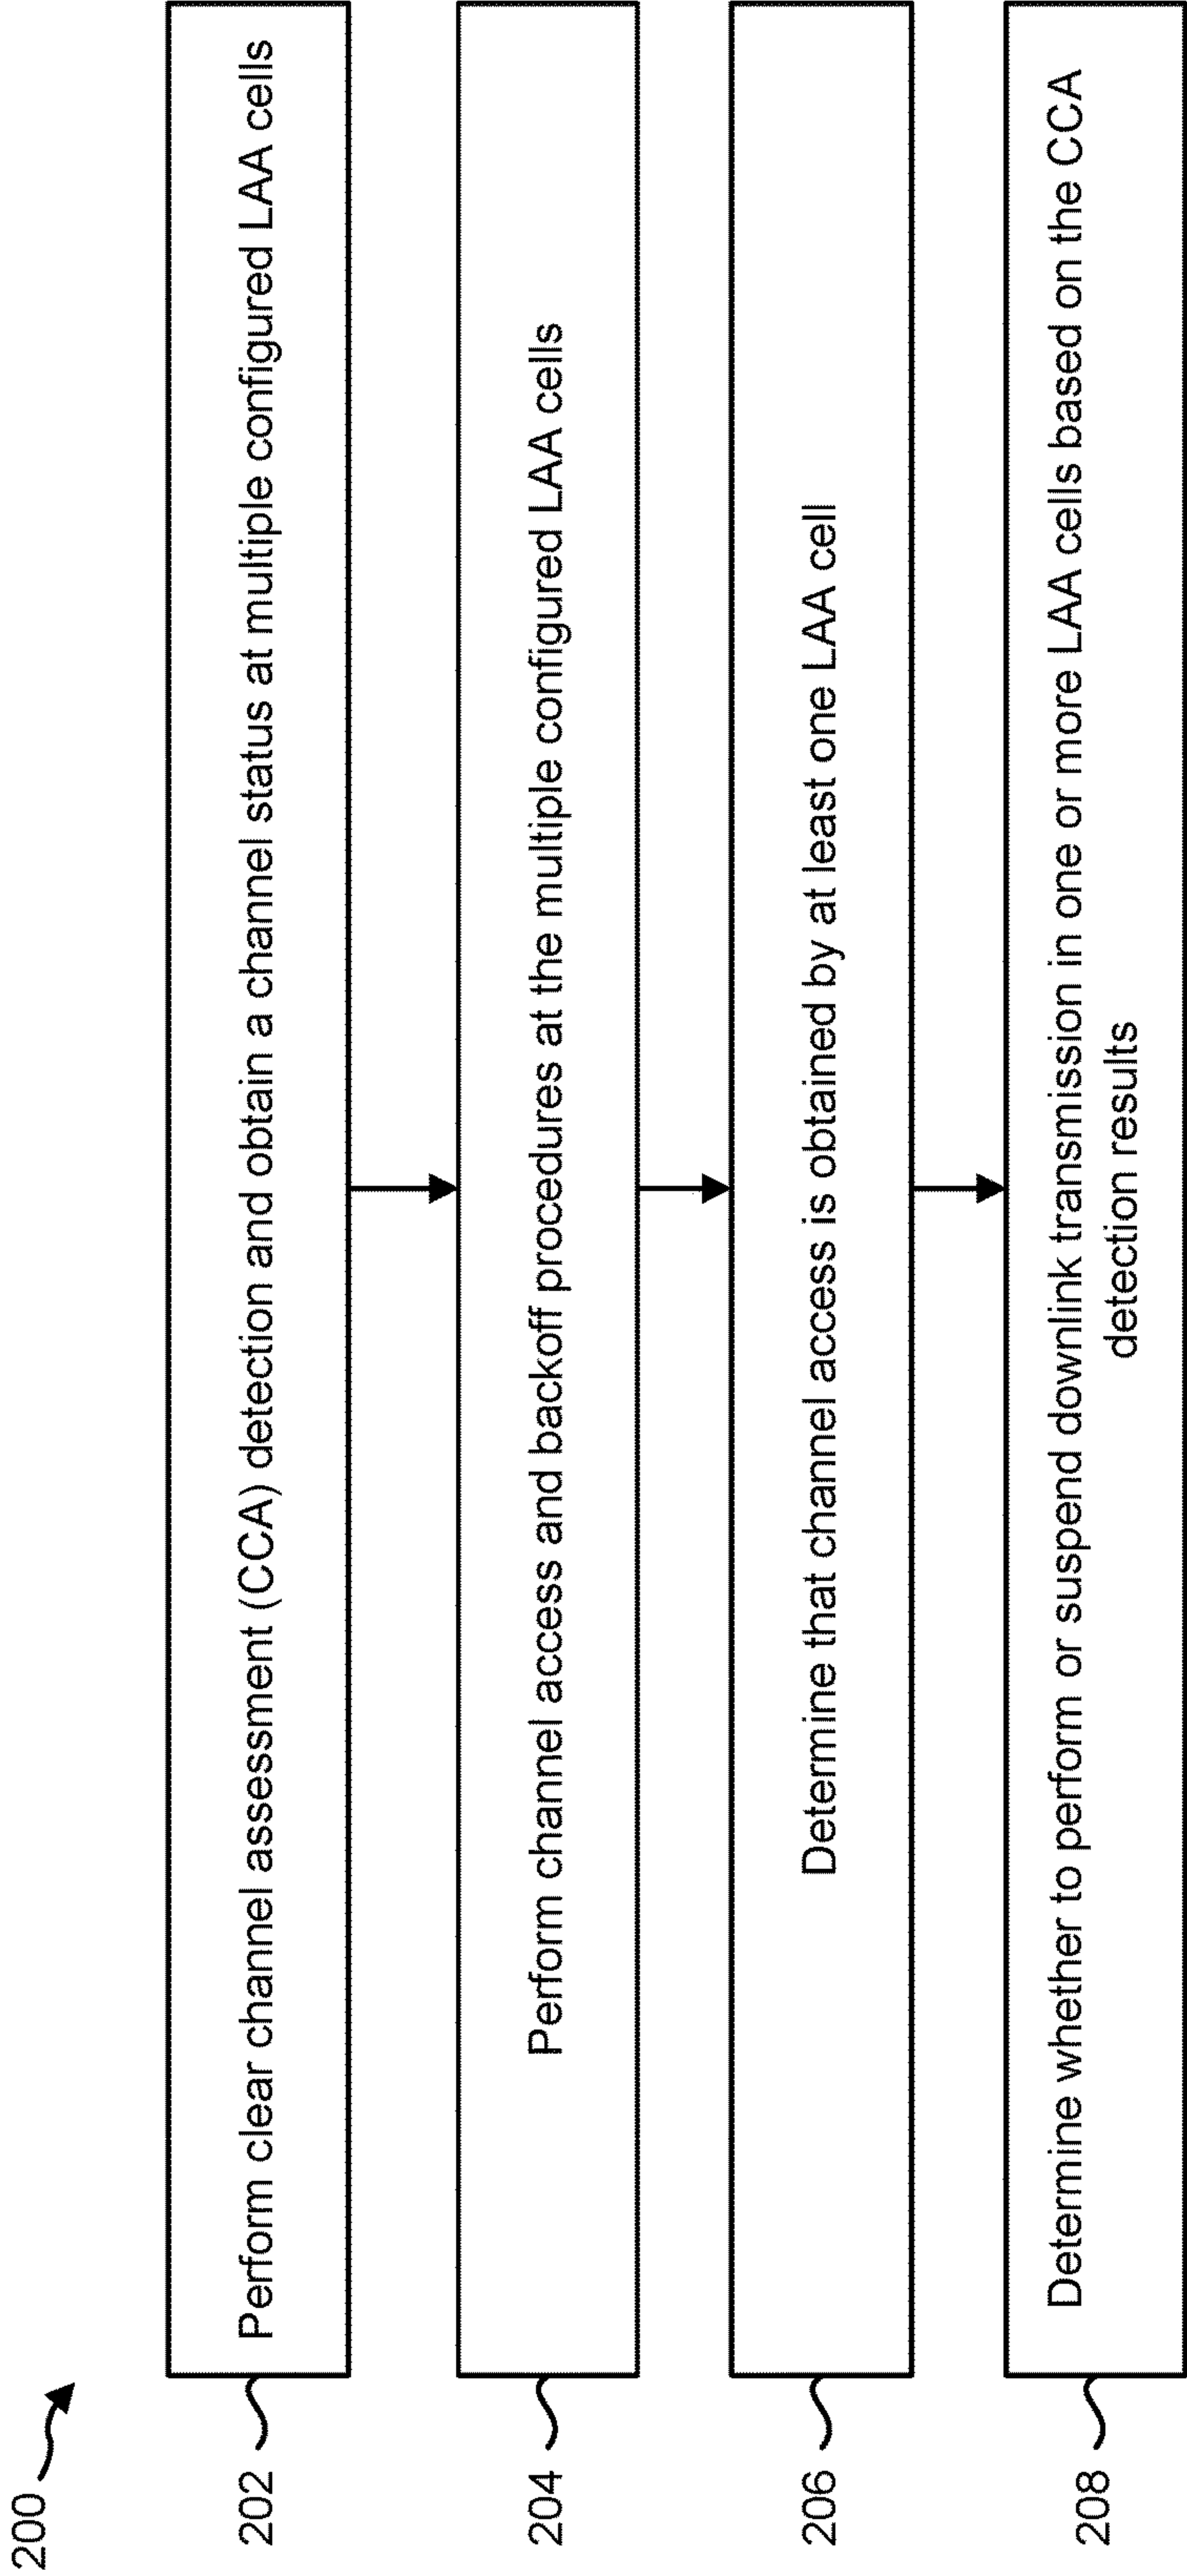 200
202
Perform clear channel assessment (CCA) detection and obtain a channel status at multiple configured LAA cells
204
Perform channel access and backoff procedures at the multiple configured LAA cells
206
Determine that channel access is obtained by at least one LAA cell
208
Determine whether to perform or suspend downlink transmission in one or more LAA cells based on the CCA
detection results